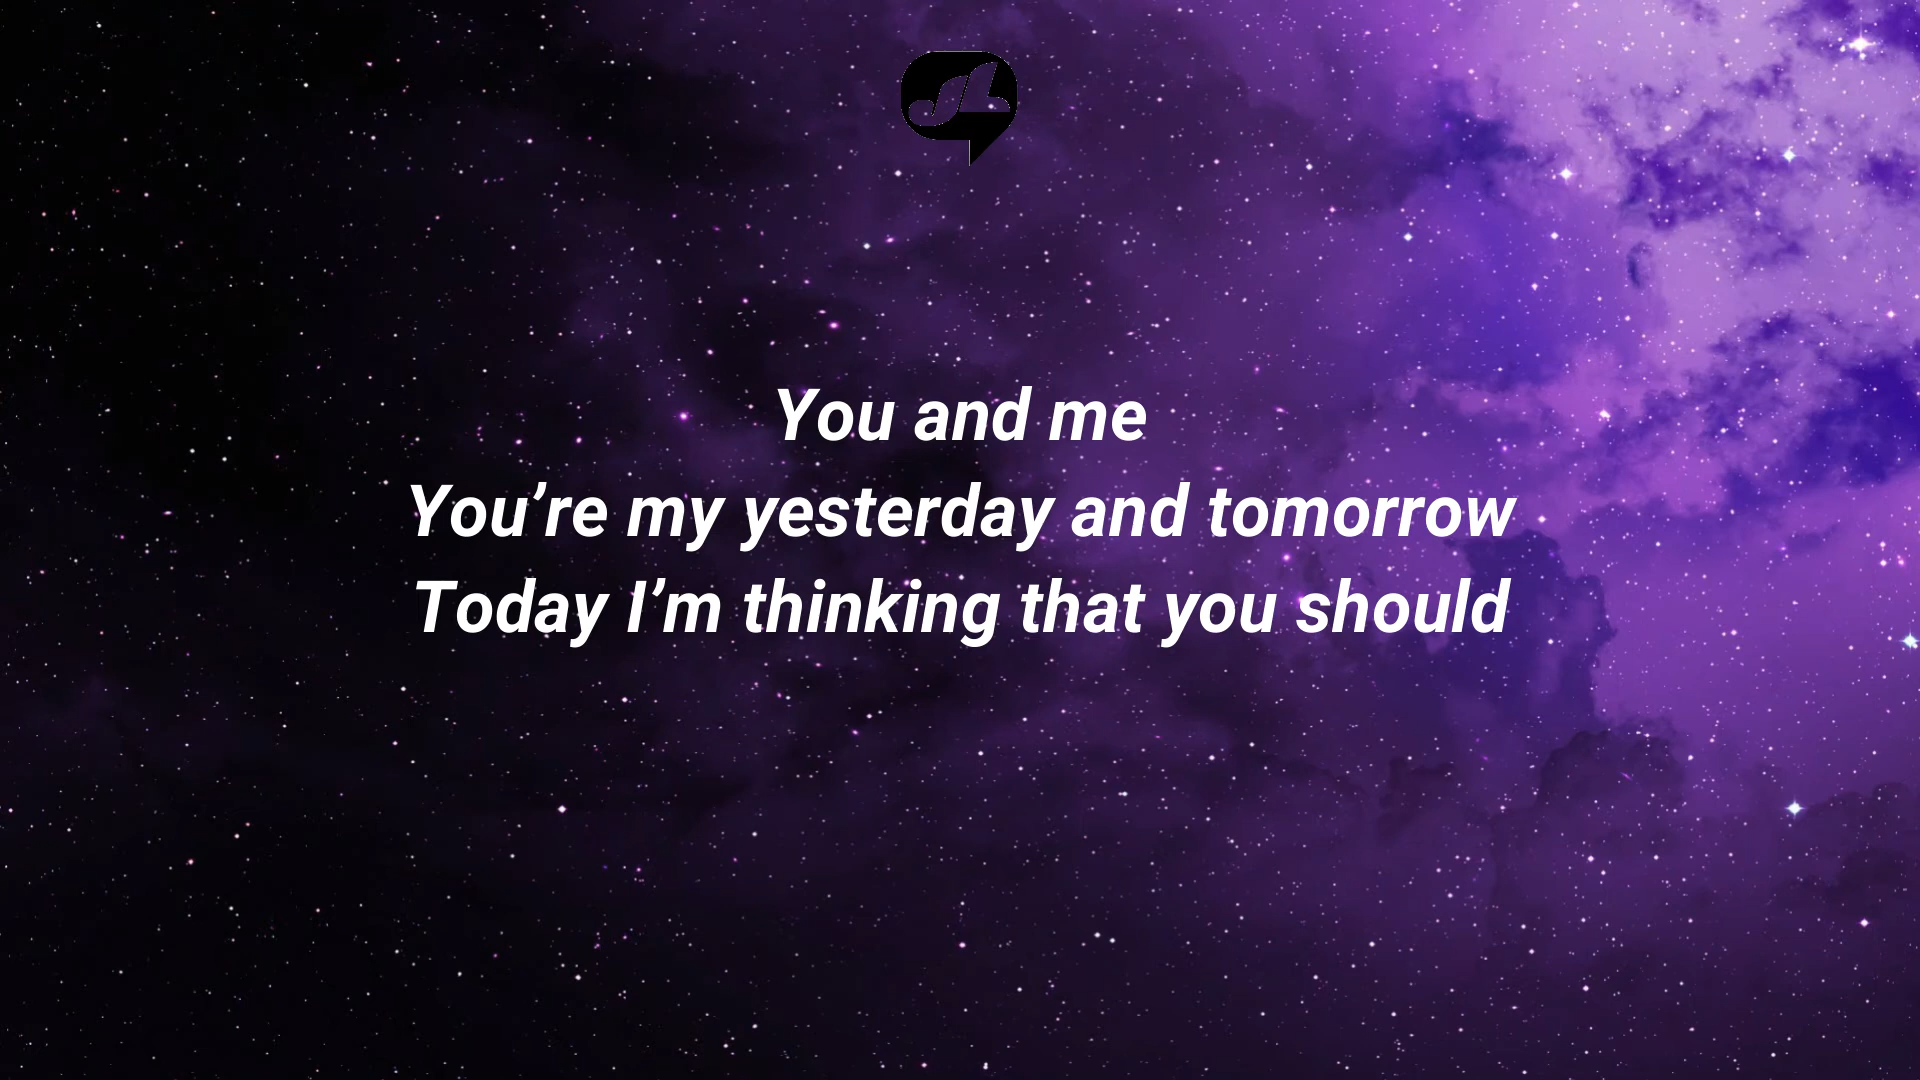 You and me
You’re my yesterday and tomorrow
Today I’m thinking that you should